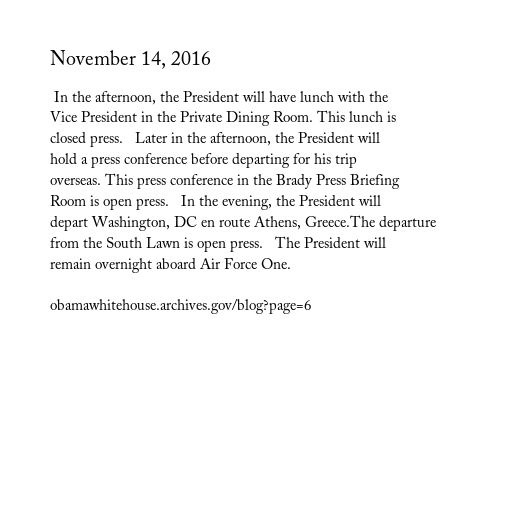 November 14, 2016
In the afternoon, the President will have lunch with the
Vice President in the Private Dining Room. This lunch is
closed press.   Later in the afternoon, the President will
hold a press conference before departing for his trip
overseas. This press conference in the Brady Press Briefing
Room is open press.   In the evening, the President will
depart Washington, DC en route Athens, Greece.The departure
from the South Lawn is open press.   The President will
remain overnight aboard Air Force One.
obamawhitehouse.archives.gov/blog?page=6